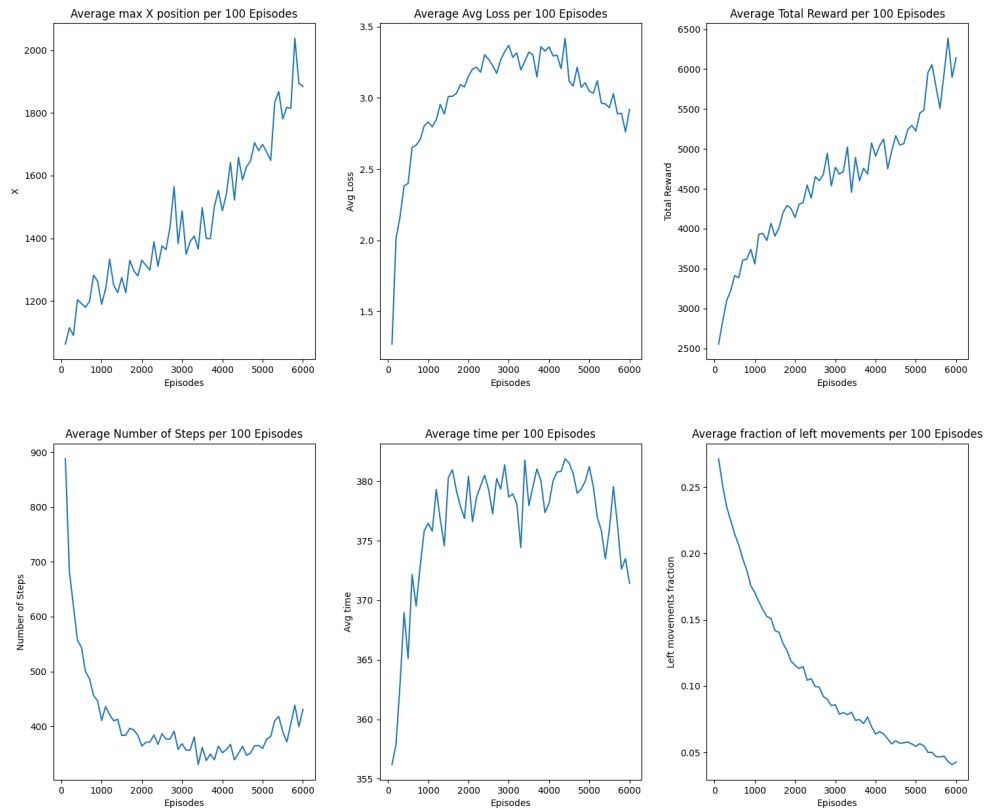 Average max X position per 100 Episodes
2000
1800
1600
1400
1200
X
0 1000 2000 3000 4000 5000 6000
Episodes
Average Avg Loss per 100 Episodes
3.5
3.0
2.5
2.0
1.5
Avg Loss
0 1000 2000 3000 4000 5000 6000
Episodes
Average Total Reward per 100 Episodes
6500
6000
5500
5000
4500
4000
3500
3000
2500
Total Reward
0 1000 2000 3000 4000 5000 6000
Episodes
Average Number of Steps per 100 Episodes
900
800
700
600
500
400
Number of Steps
0 1000 2000 3000 4000 5000 6000
Episodes
Average time per 100 Episodes
380
375
370
365
360
355
Avg time
0 1000 2000 3000 4000 5000 6000
Episodes
Average fraction of left movements per 100 Episodes
0.25
0.20
0.15
0.10
0.05
Left movements fraction
0 1000 2000 3000 4000 5000 6000
Episodes